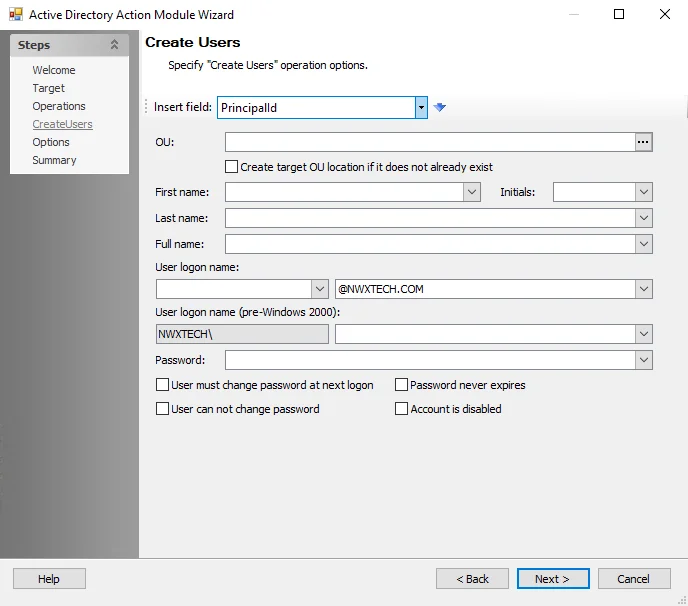 Active Directory Action Module Wizard
Steps
Welcome
Target
Operations
CreateUsers
Options
Summary
Create Users
Specify "Create Users" operation options.
Insert field: PrincipalId
OU: ...
Create target OU location if it does not already exist
First name: Initials:
Last name:
Full name:
User logon name:
@NWXTECH.COM
User logon name (pre-Windows 2000):
NWXTECH\
Password:
User must change password at next logon Password never expires
User can not change password Account is disabled
Help < Back Next > Cancel